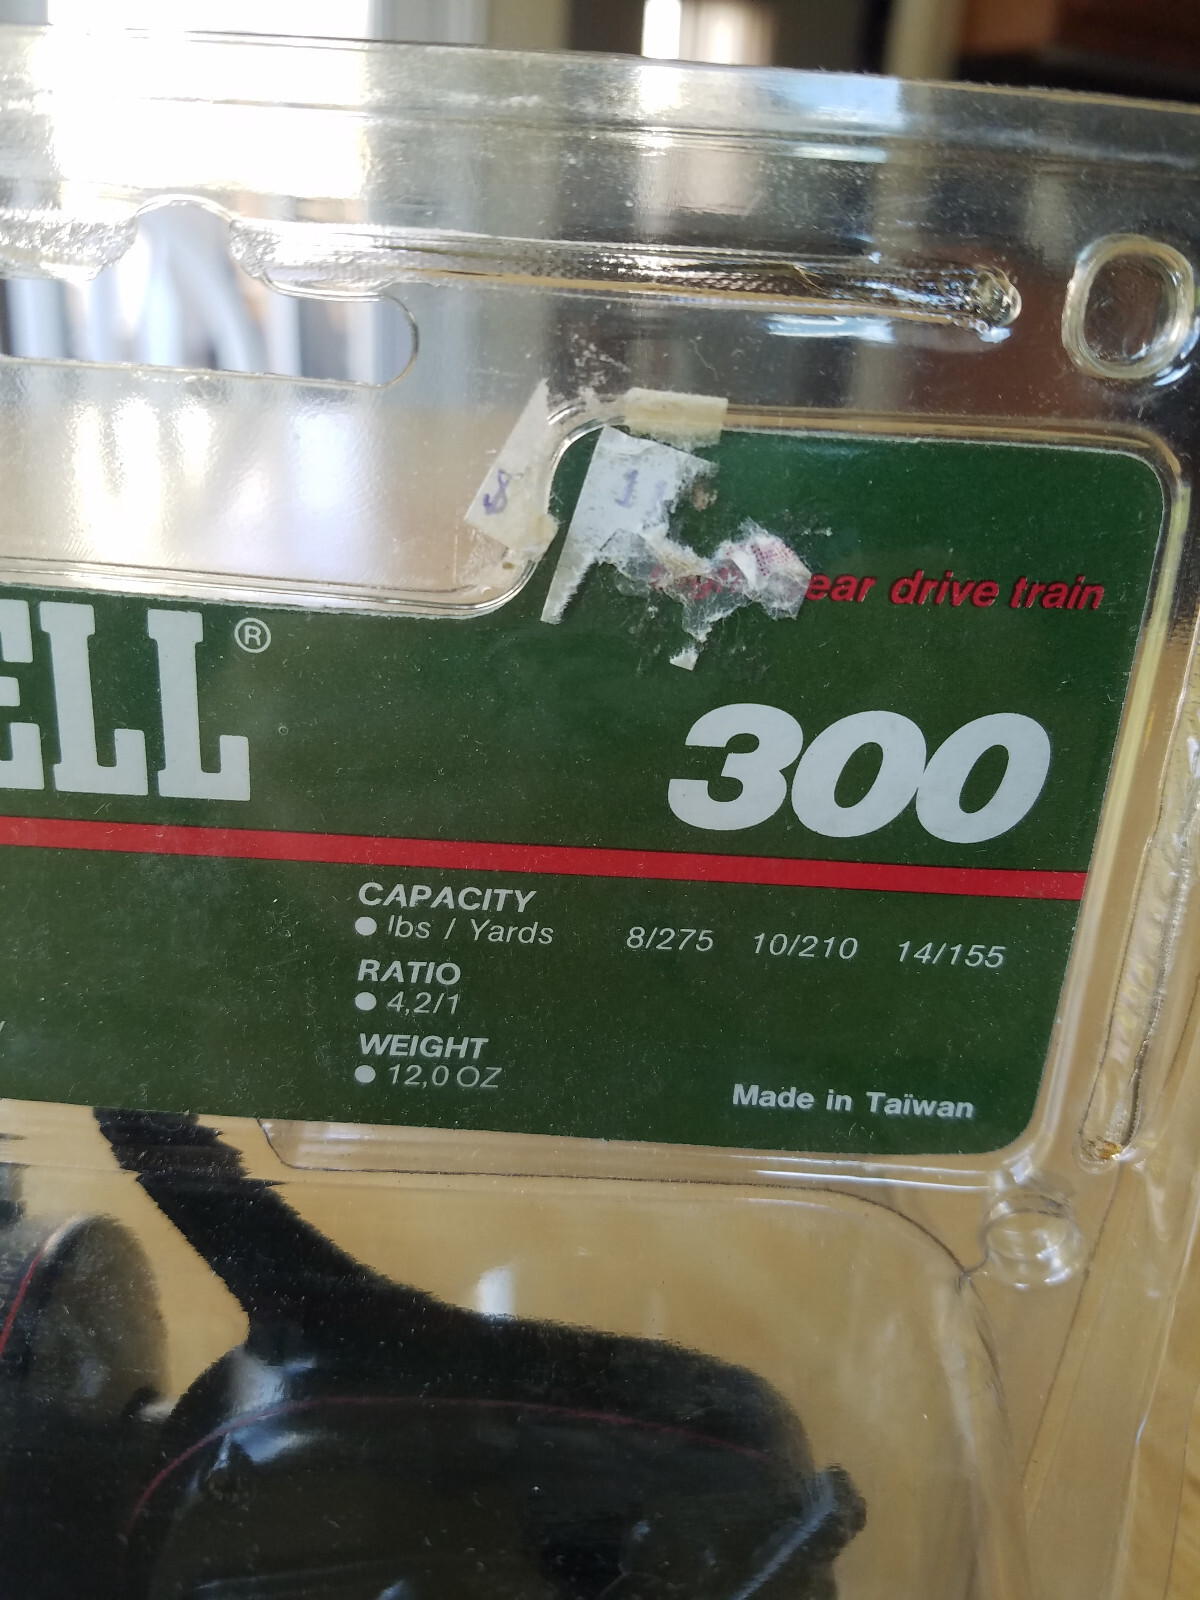 ear drive train
ELL®
300
CAPACITY
● lbs / Yards 8/275 10/210 14/155
RATIO
● 4,2/1
WEIGHT
● 12,0 OZ
Made in Taïwan